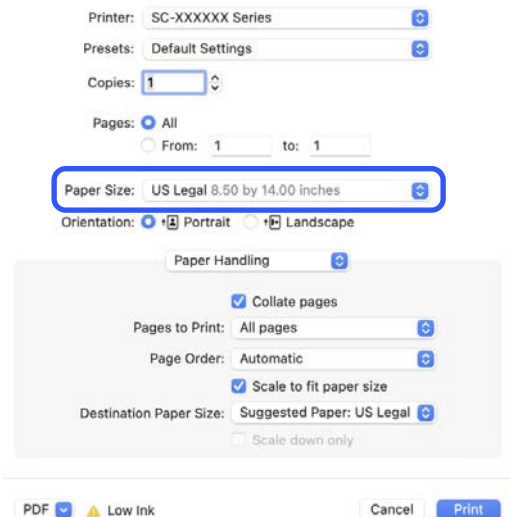 Printer: SC-XXXXXX Series
Presets: Default Settings
Copies: 1
Pages: All
From: 1 to: 1
Paper Size: US Legal 8.50 by 14.00 inches
Orientation: Portrait Landscape
Paper Handling
Collate pages
Pages to Print: All pages
Page Order: Automatic
Scale to fit paper size
Destination Paper Size: Suggested Paper: US Legal
Scale down only
PDF Low Ink Cancel Print